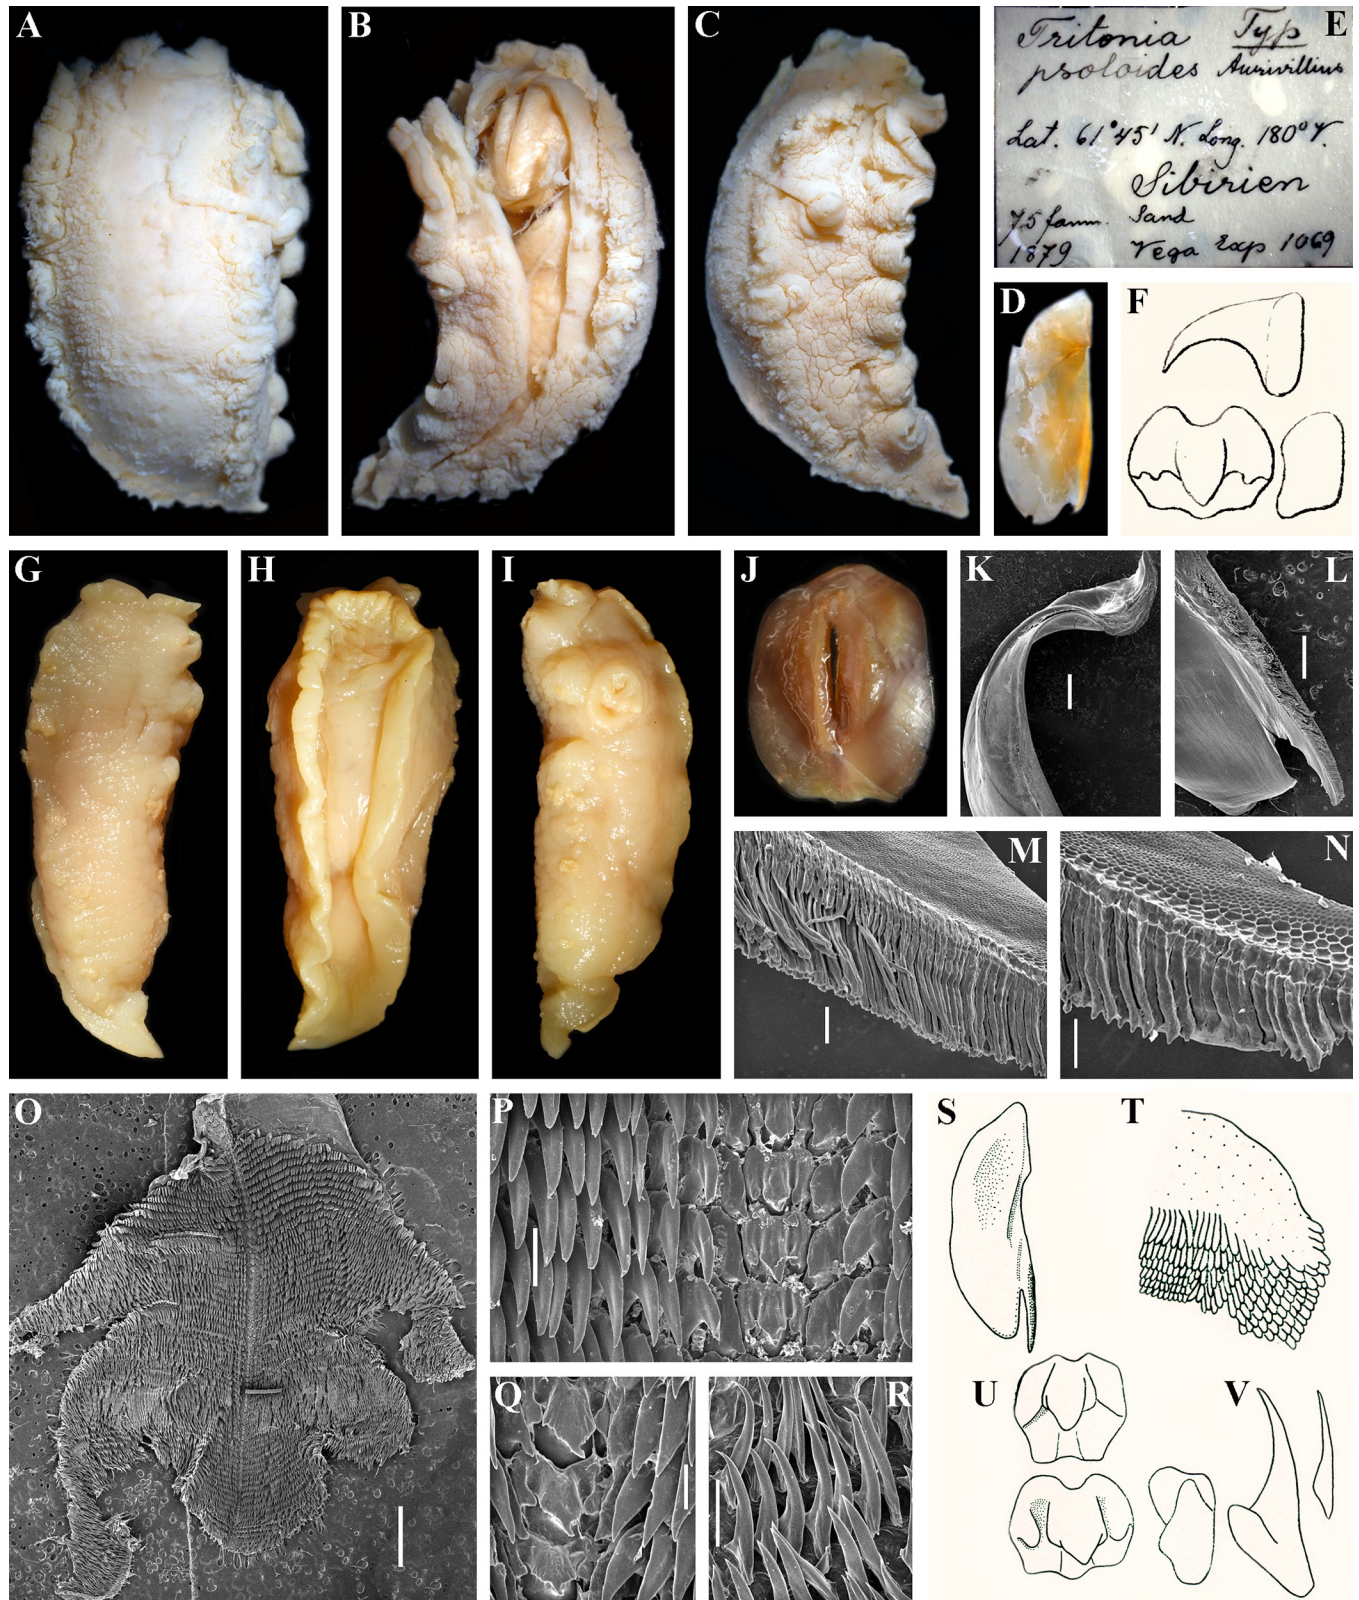 A
B
C
Tritonia Typ E
psoloides Aurivillius
Lat. 61°45' N. Long. 180° V.
Sibirien
75 famn. Sand
1879 Vega Exp 1069
D
F
G
H
I
J
K
L
M
N
O
P
Q
R
S
T
U
V